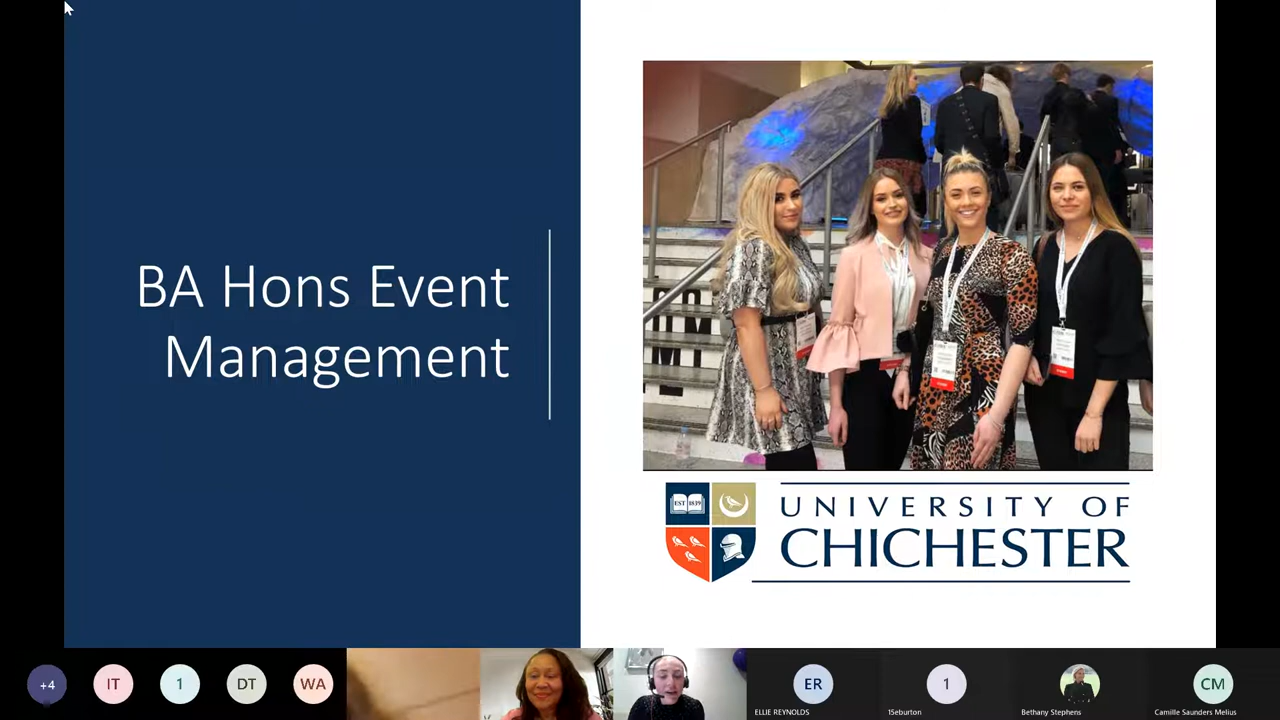 BA Hons Event
Management
EST 1839
UNIVERSITY OF
CHICHESTER
+4
IT
1
DT
WA
ER
ELLIE REYNOLDS
1
1Seburton
Bethany Stephens
CM
Camille Saunders Melius